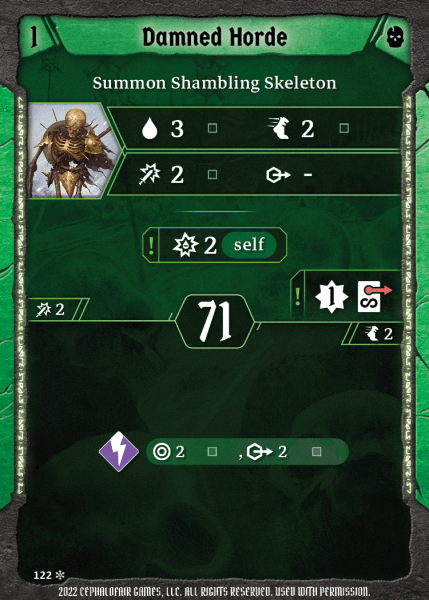 1 Damned Horde
Summon Shambling Skeleton
3 2
2 -
! 2 self
! 1 8
2 71
2
2 , 2
122
2022 CEPHALOFAIR GAMES, LLC. ALL RIGHTS RESERVED. USED WITH PERMISSION.